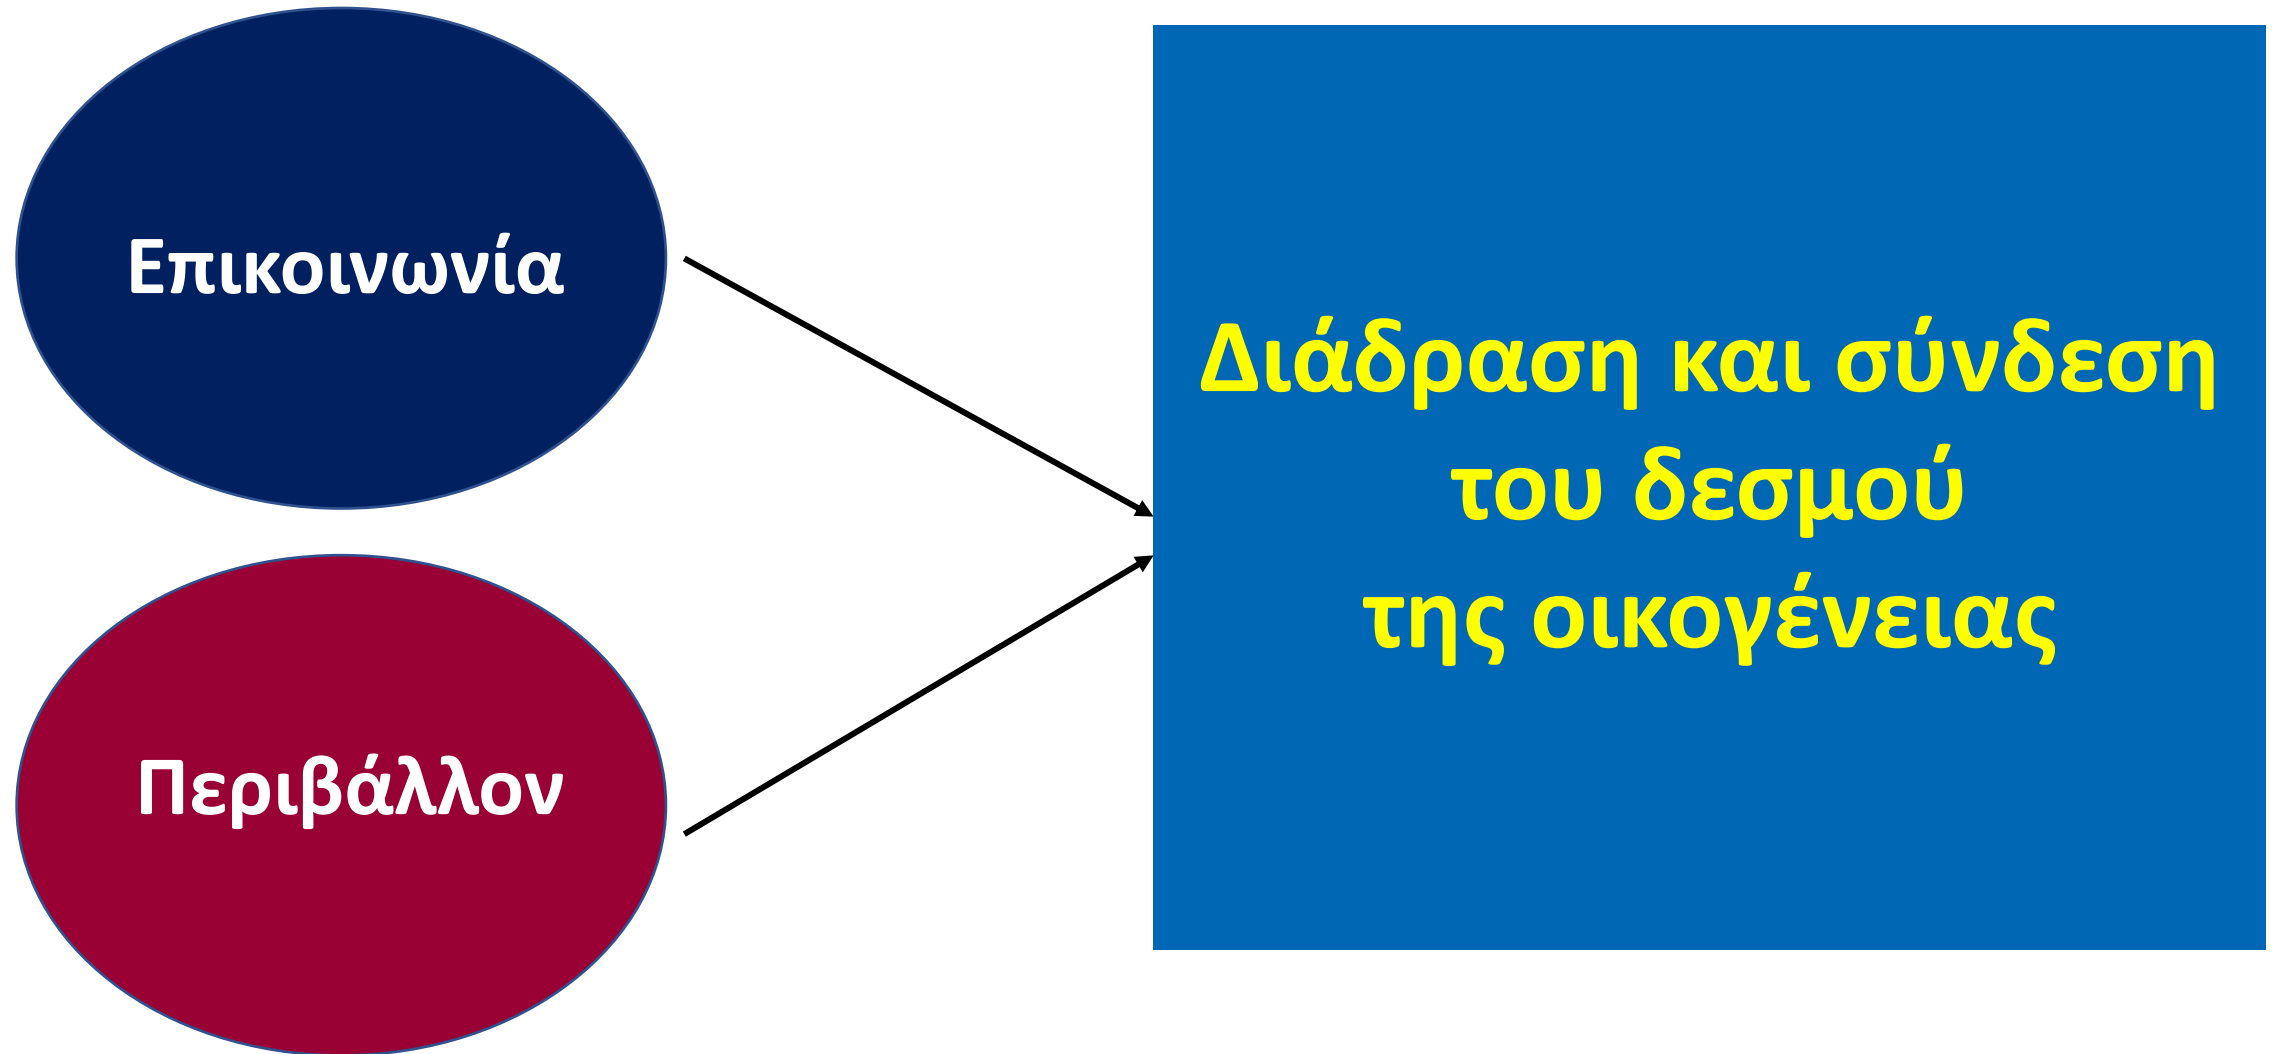 Επικοινωνία
Περιβάλλον
Διάδραση και σύνδεση
του δεσμού
της οικογένειας